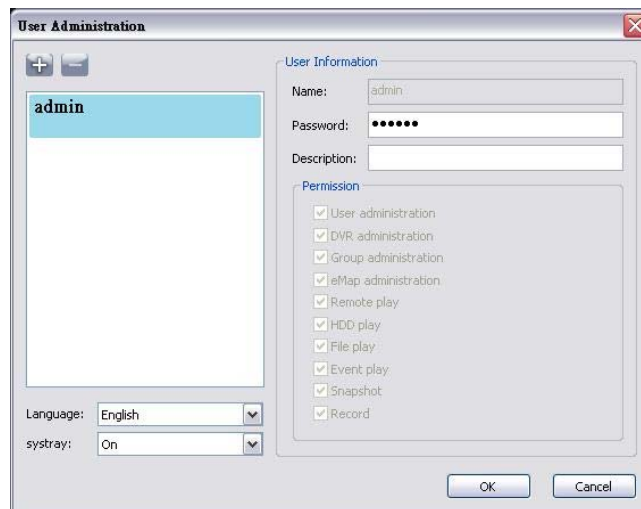 User Administration
admin
Language: English
systray: On
User Information
Name: admin
Password: ••••••
Description:
Permission
User administration
DVR administration
Group administration
eMap administration
Remote play
HDD play
File play
Event play
Snapshot
Record
OK Cancel